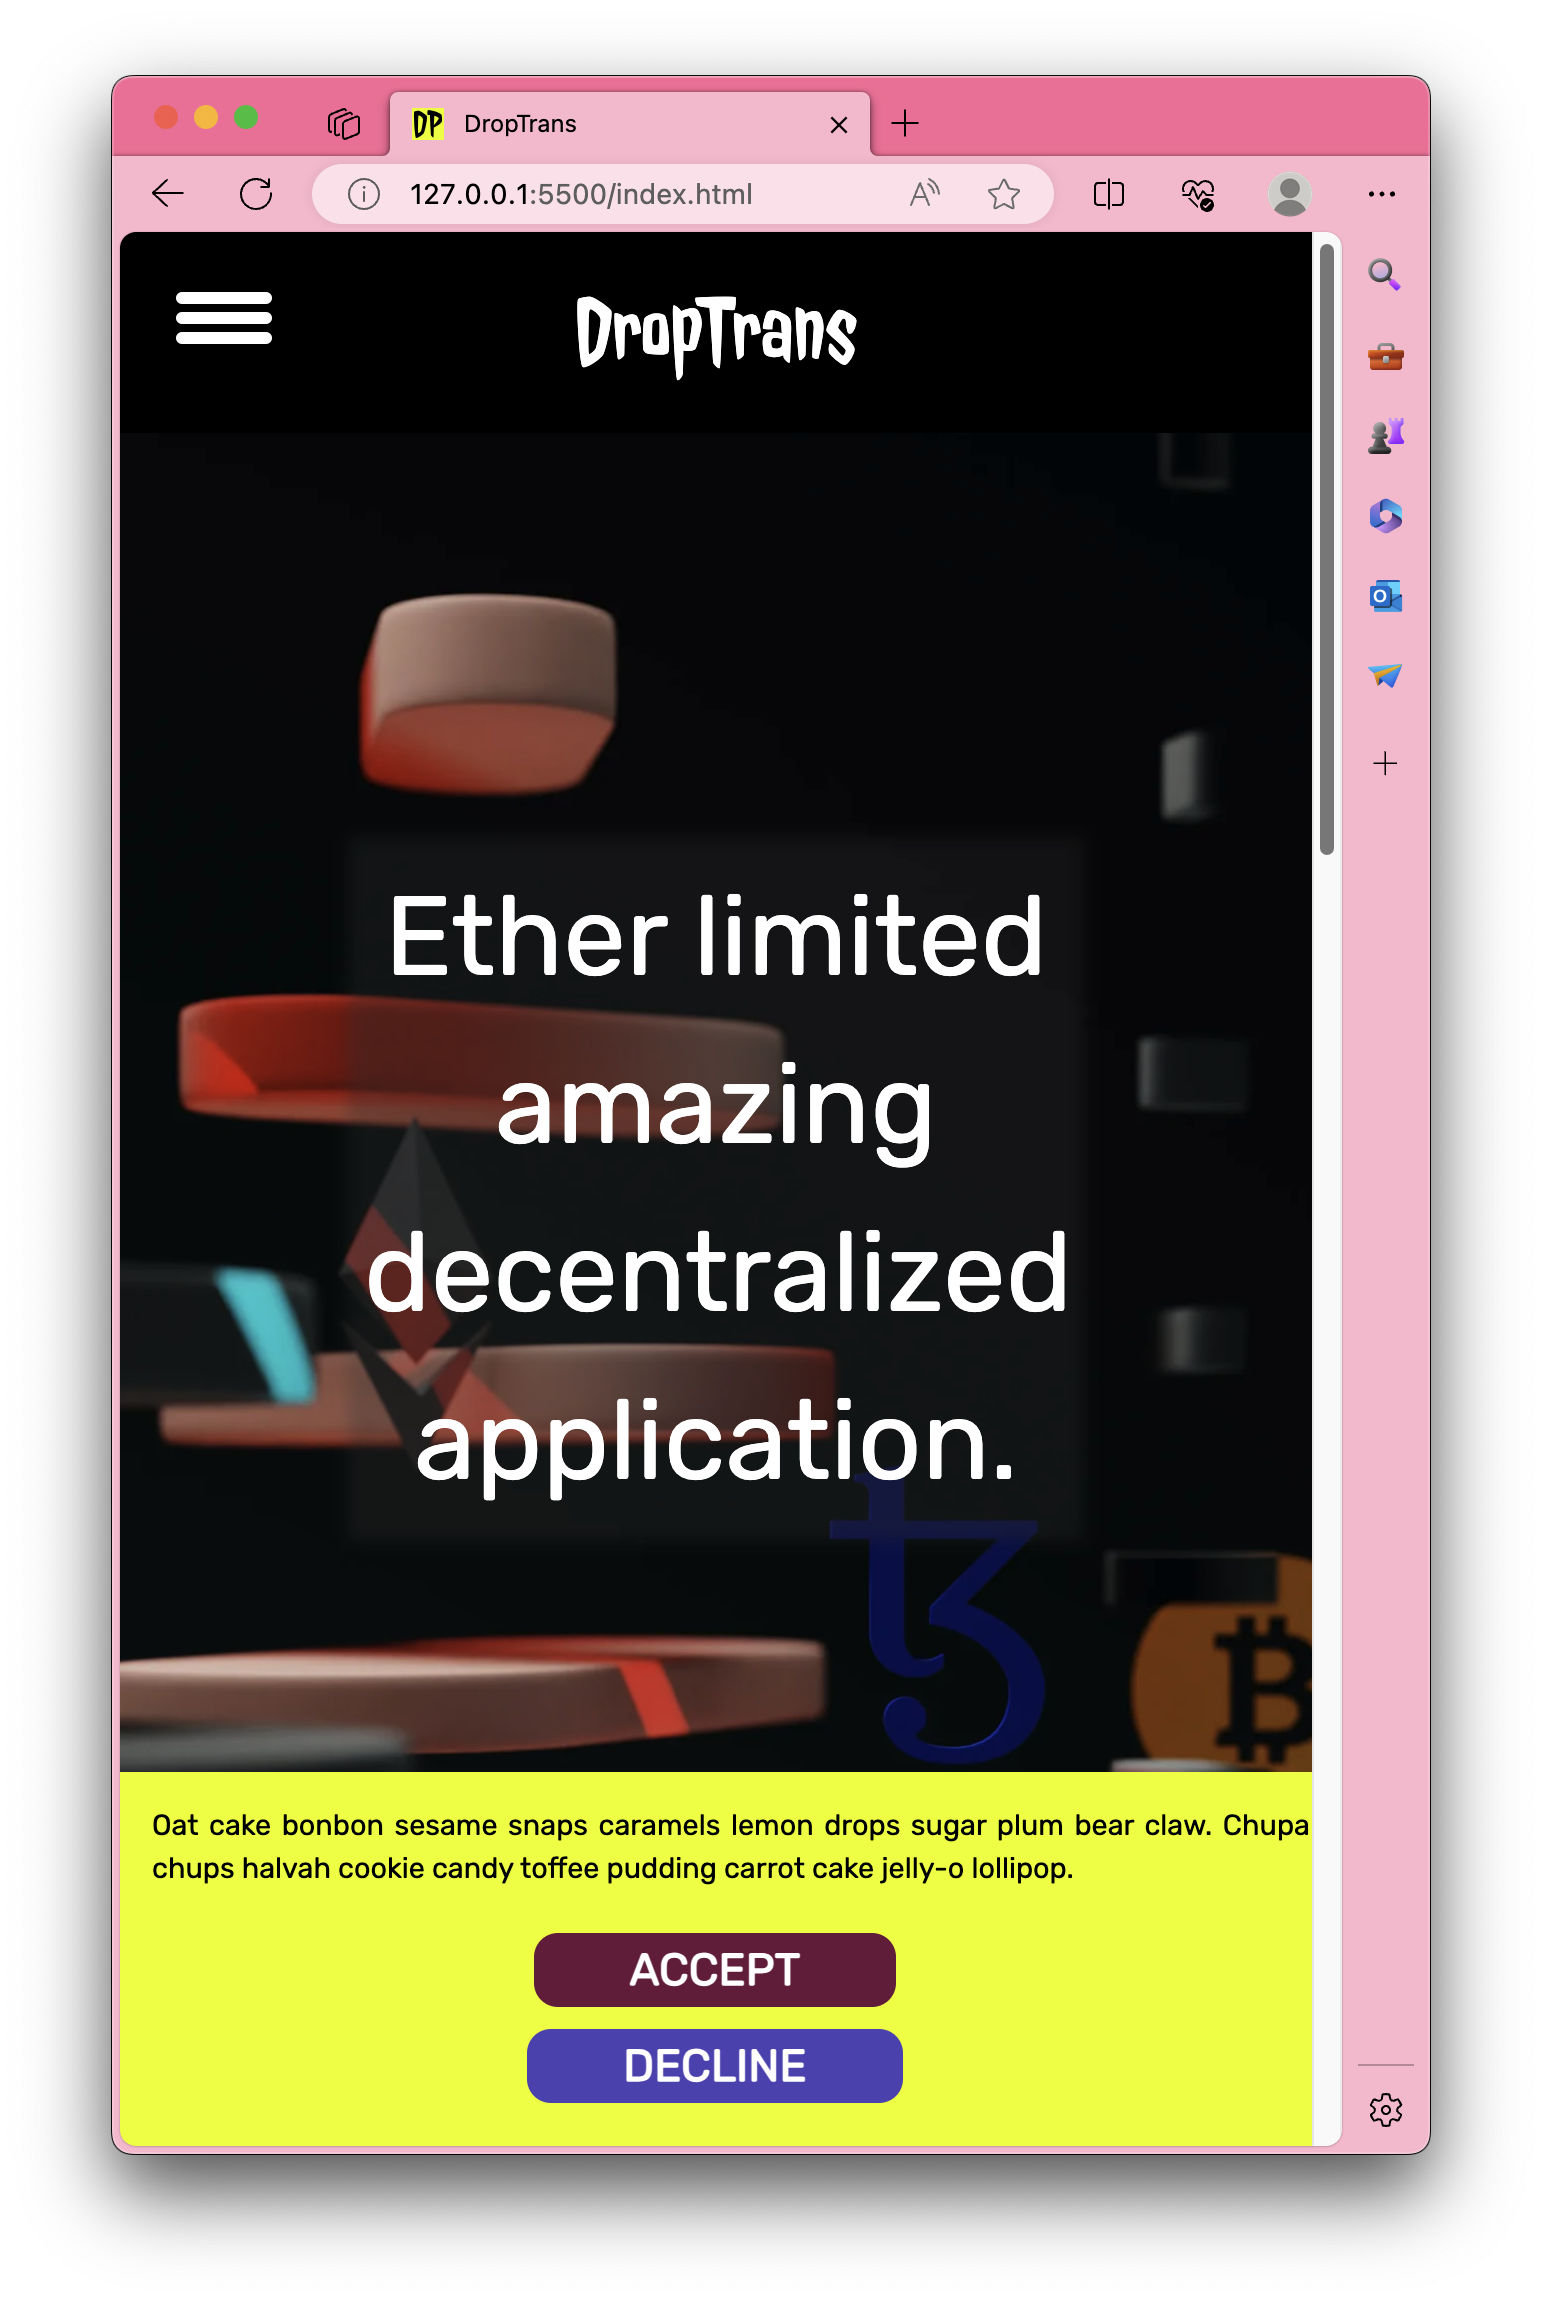 DP DropTrans
127.0.0.1:5500/index.html
DropTrans
Ether limited
amazing
decentralized
application.
Oat cake bonbon sesame snaps caramels lemon drops sugar plum bear claw. Chupa
chups halvah cookie candy toffee pudding carrot cake jelly-o lollipop.
ACCEPT
DECLINE